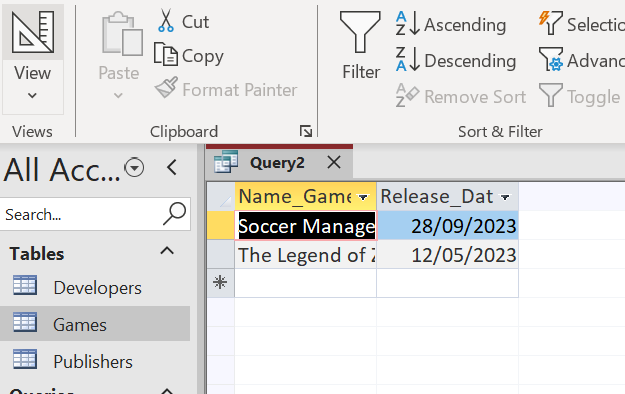 View
Views
Paste
Cut
Copy
Format Painter
Clipboard
Filter
Ascending
Descending
Remove Sort
Selectio
Advanc
Toggle
Sort & Filter
All Acc...
Search...
Tables
Developers
Games
Publishers
Query2
Name_Game Release_Dat
Soccer Manage 28/09/2023
The Legend of Z 12/05/2023